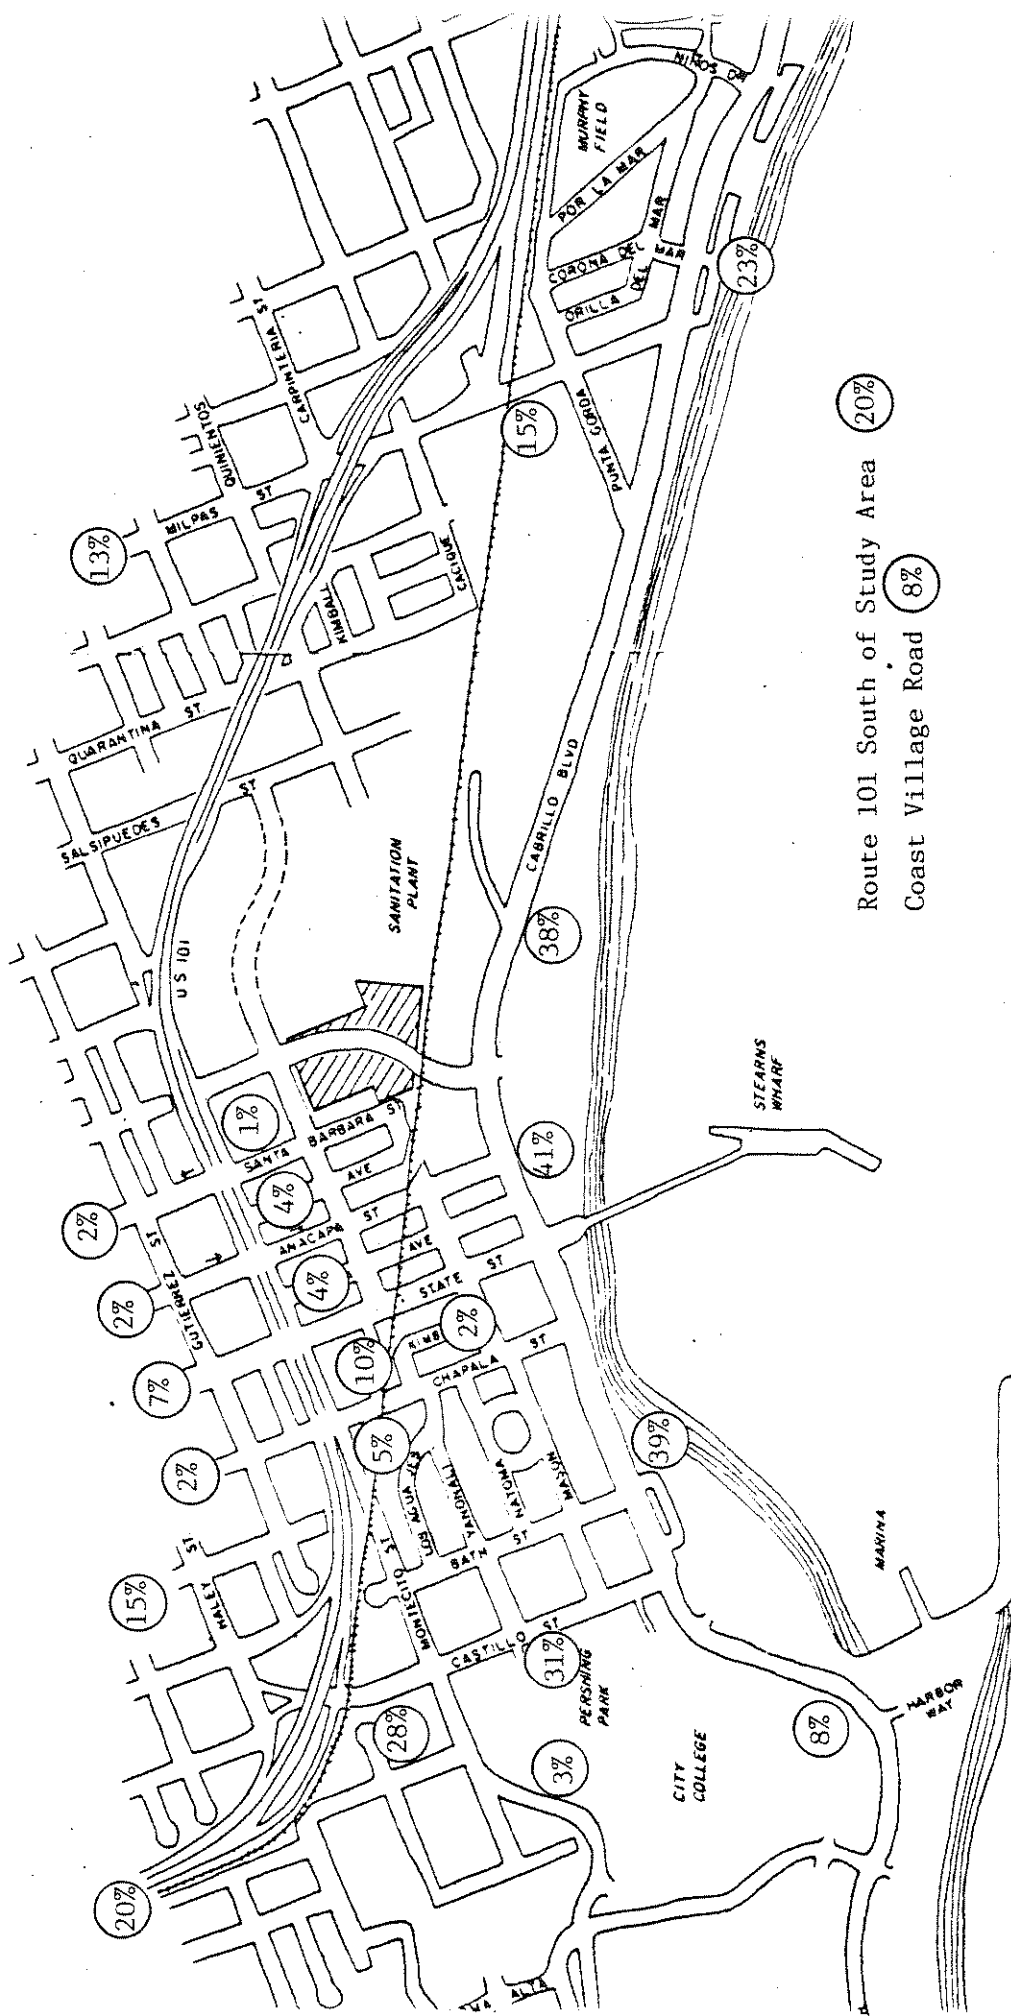 20%
15%
2%
7%
2%
2%
13%
HALEY
ST
GUTIERREZ
ST
US 101
SALSIPUEDES
ST
QUARANTINA
ST
MILPAS
ST
QUINIENTOS
CARPINTERIA
ST
KIMBALL
CACIQUE
28%
5%
10%
4%
4%
1%
MONTECITO
ST
LOS AGUA
YANONALI
NATOMA
MASON
BATH
ST
CASTILLO
ST
CHAPALA
ST
KIMB
STATE
ST
AVE
ANACAPA
ST
AVE
SANTA BARBARA
ST
SANITATION
PLANT
3%
31%
2%
PERSHING
PARK
CITY
COLLEGE
8%
HARBOR
WAY
MARINA
39%
41%
38%
STEARNS
WHARF
CABRILLO BLVD
15%
PUNTA GORDA
ORILLA DEL MAR
CORONA DEL MAR
POR LA MAR
MURPHY
FIELD
NINOS DR
23%
ALTA
Route 101 South of Study Area 20%
Coast Village Road 8%